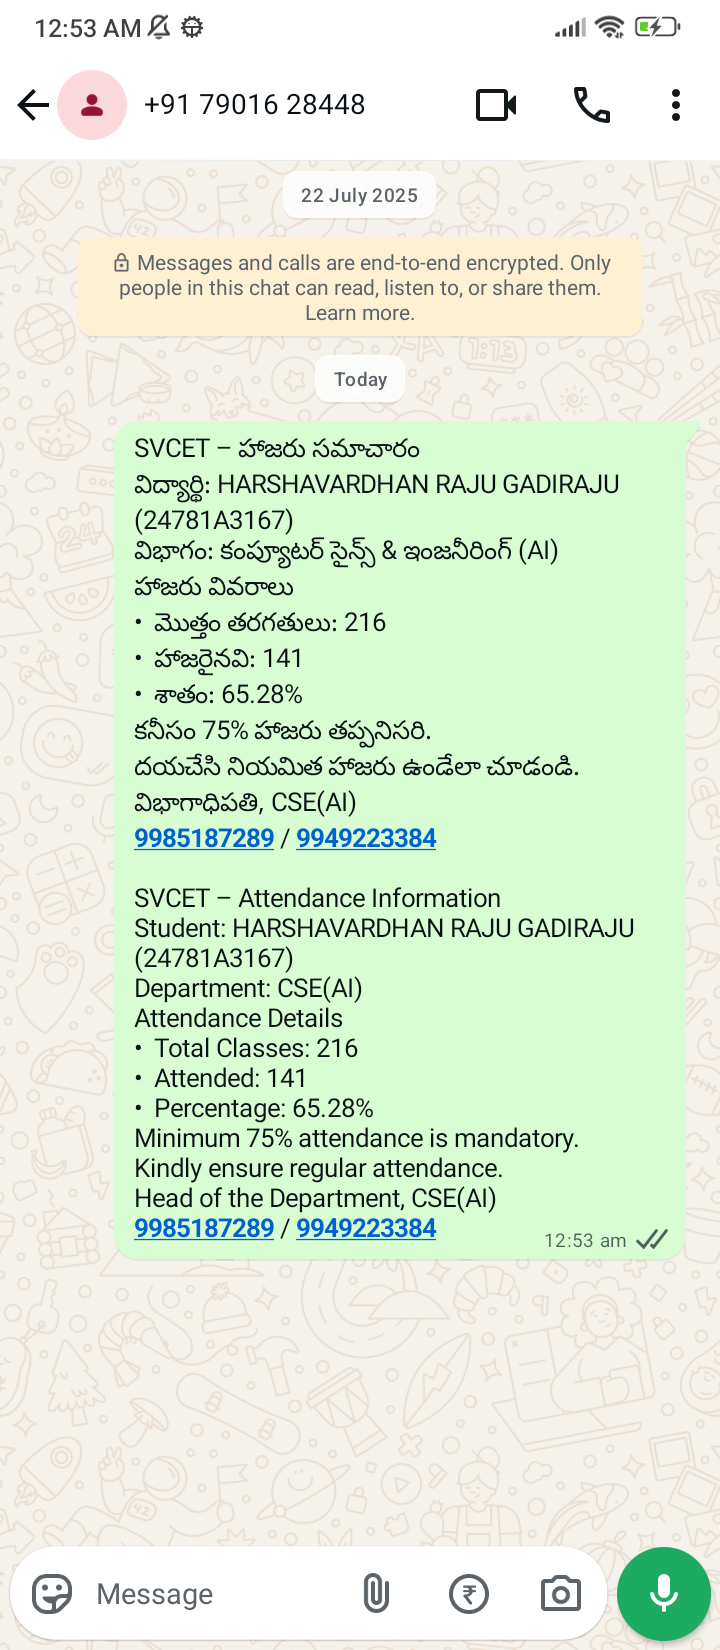 12:53 AM
+91 79016 28448
22 July 2025
Messages and calls are end-to-end encrypted. Only
people in this chat can read, listen to, or share them.
Learn more.
Today
SVCET – హాజరు సమాచారం
విద్యార్థి: HARSHAVARDHAN RAJU GADIRAJU
(24781A3167)
విభాగం: కంప్యూటర్ సైన్స్ & ఇంజనీరింగ్ (AI)
హాజరు వివరాలు
• మొత్తం తరగతులు: 216
• హాజరైనవి: 141
• శాతం: 65.28%
కనీసం 75% హాజరు తప్పనిసరి.
దయచేసి నియమిత హాజరు ఉండేలా చూడండి.
విభాగాధిపతి, CSE(AI)
9985187289 / 9949223384
SVCET – Attendance Information
Student: HARSHAVARDHAN RAJU GADIRAJU
(24781A3167)
Department: CSE(AI)
Attendance Details
• Total Classes: 216
• Attended: 141
• Percentage: 65.28%
Minimum 75% attendance is mandatory.
Kindly ensure regular attendance.
Head of the Department, CSE(AI)
9985187289 / 9949223384
12:53 am
Message